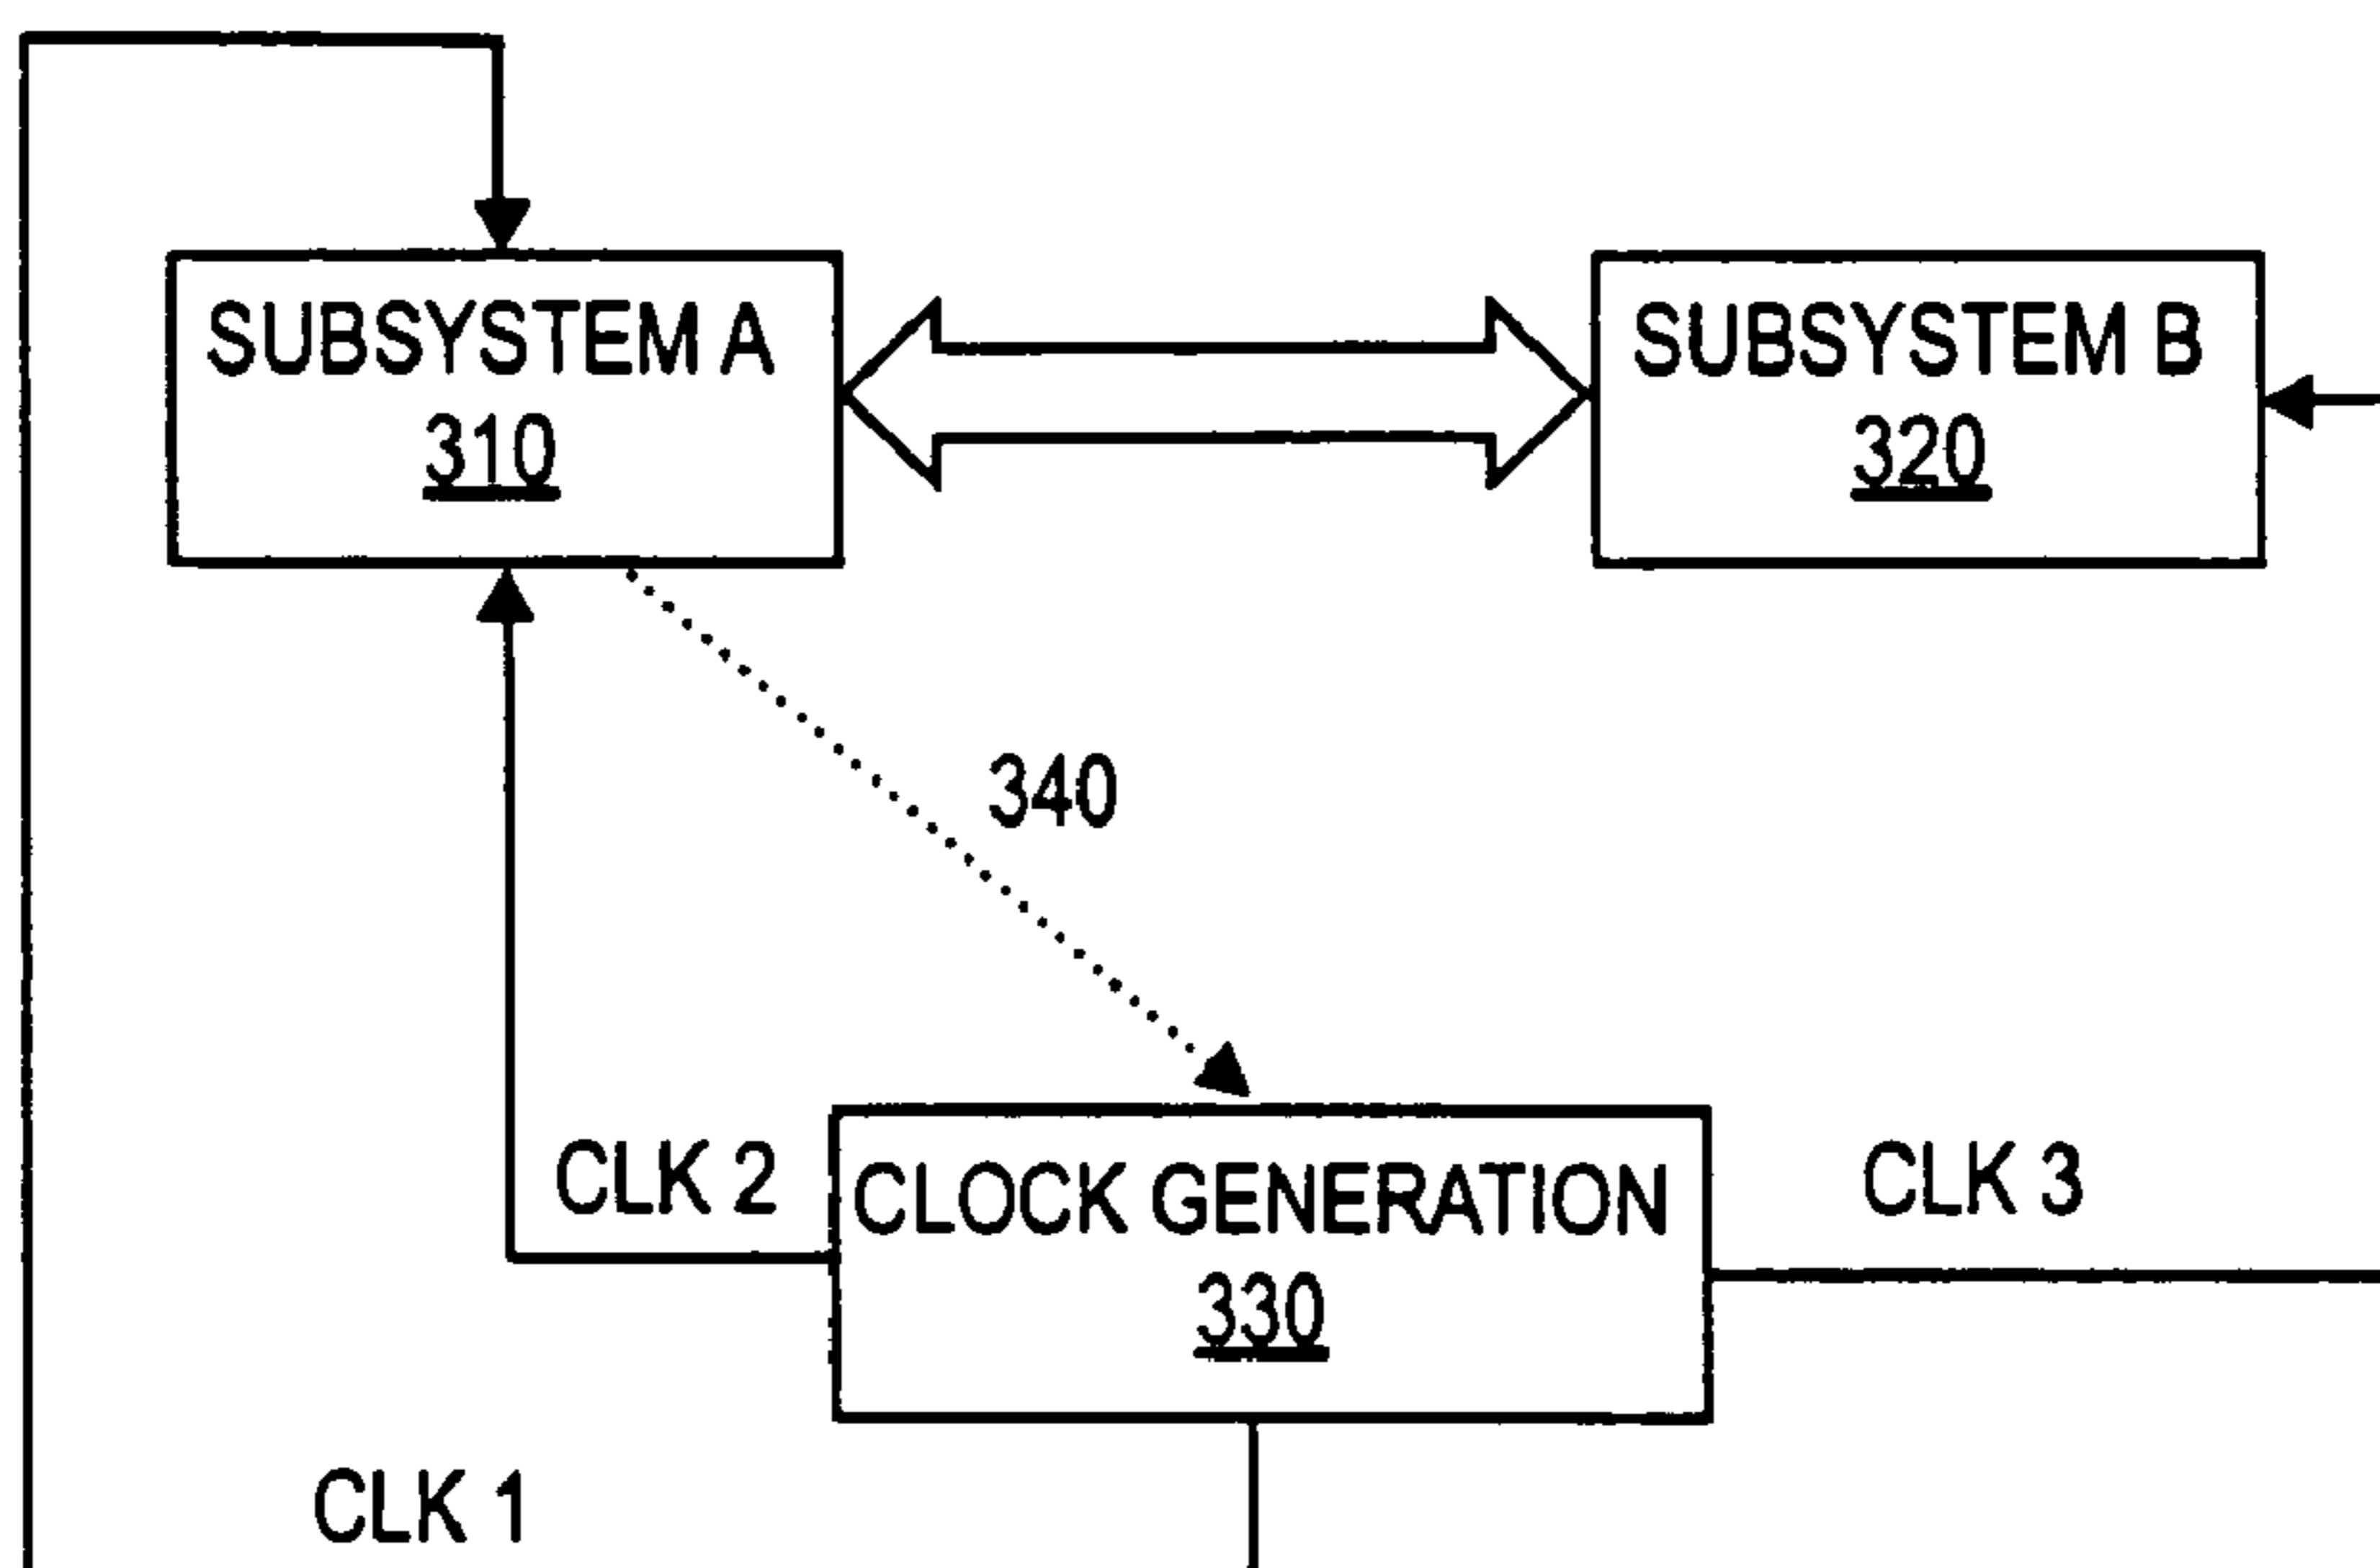 SUBSYSTEM A
310
SUBSYSTEM B
320
340
CLK 2
CLOCK GENERATION
330
CLK 3
CLK 1